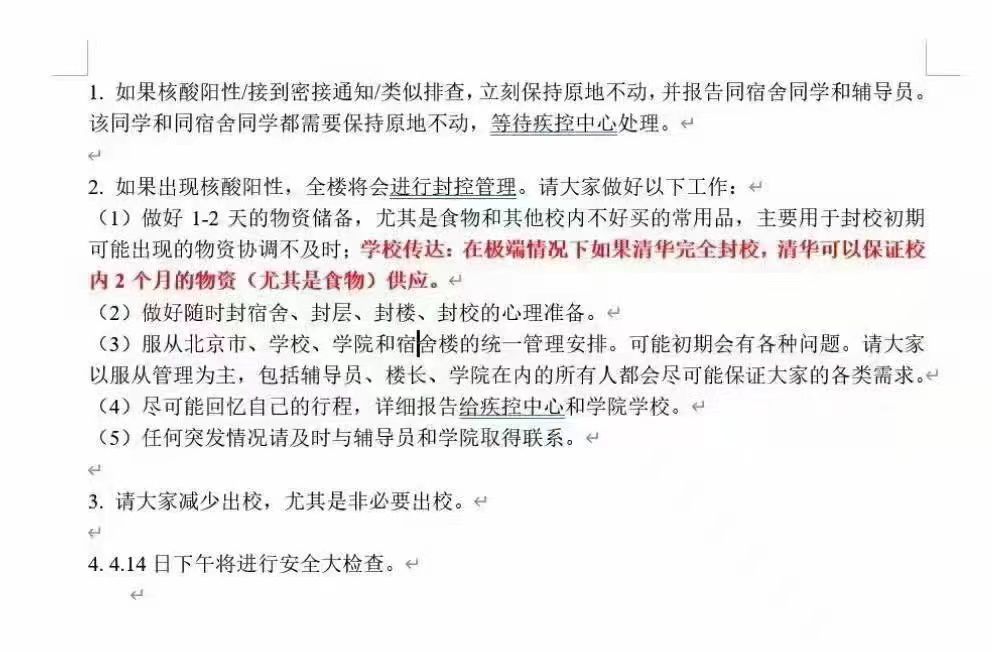 1. 如果核酸阳性/接到密接通知/类似排查，立刻保持原地不动，并报告同宿舍同学和辅导员。
该同学和同宿舍同学都需要保持原地不动，等待疾控中心处理。
2. 如果出现核酸阳性，全楼将会进行封控管理。请大家做好以下工作：
（1）做好 1-2 天的物资储备，尤其是食物和其他校内不好买的常用品，主要用于封校初期
可能出现的物资协调不及时；学校传达：在极端情况下如果清华完全封校，清华可以保证校
内 2 个月的物资（尤其是食物）供应。
（2）做好随时封宿舍、封层、封楼、封校的心理准备。
（3）服从北京市、学校、学院和宿舍楼的统一管理安排。可能初期会有各种问题。请大家
以服从管理为主，包括辅导员、楼长、学院在内的所有人都会尽可能保证大家的各类需求。
（4）尽可能回忆自己的行程，详细报告给疾控中心和学院学校。
（5）任何突发情况请及时与辅导员和学院取得联系。
3. 请大家减少出校，尤其是非必要出校。
4. 4.14 日下午将进行安全大检查。